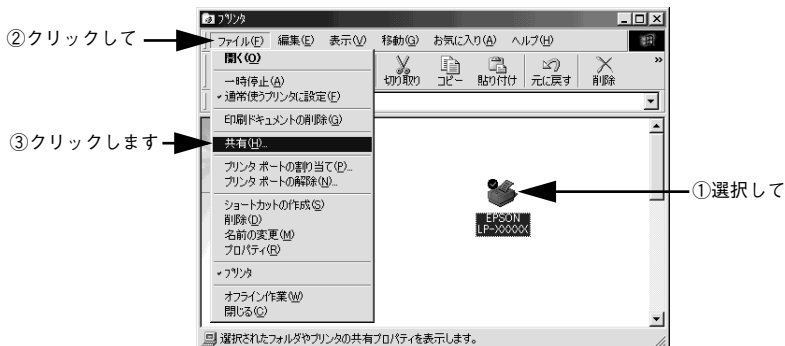 プリンタ
②クリックして
ファイル(F) 編集(E) 表示(V) 移動(G) お気に入り(A) ヘルプ(H)
開く(O)
切り取り コピー 貼り付け 元に戻す 削除
»
一時停止(A)
通常使うプリンタに設定(F)
印刷ドキュメントの削除(G)
③クリックします
共有(H)...
プリンタ ポートの割り当て(P)...
プリンタ ポートの解除(N)...
①選択して
ショートカットの作成(S)
削除(D)
名前の変更(M)
プロパティ(R)
EPSON
LP-XXXXX
プリンタ
オフライン作業(W)
閉じる(C)
選択されたフォルダやプリンタの共有プロパティを表示します。